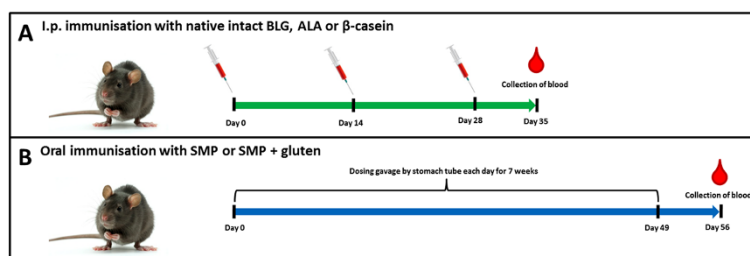 A I.p. immunisation with native intact BLG, ALA or β-casein
Collection of blood
Day 0 Day 14 Day 28 Day 35
B Oral immunisation with SMP or SMP + gluten
Dosing gavage by stomach tube each day for 7 weeks
Collection of blood
Day 0 Day 49 Day 56